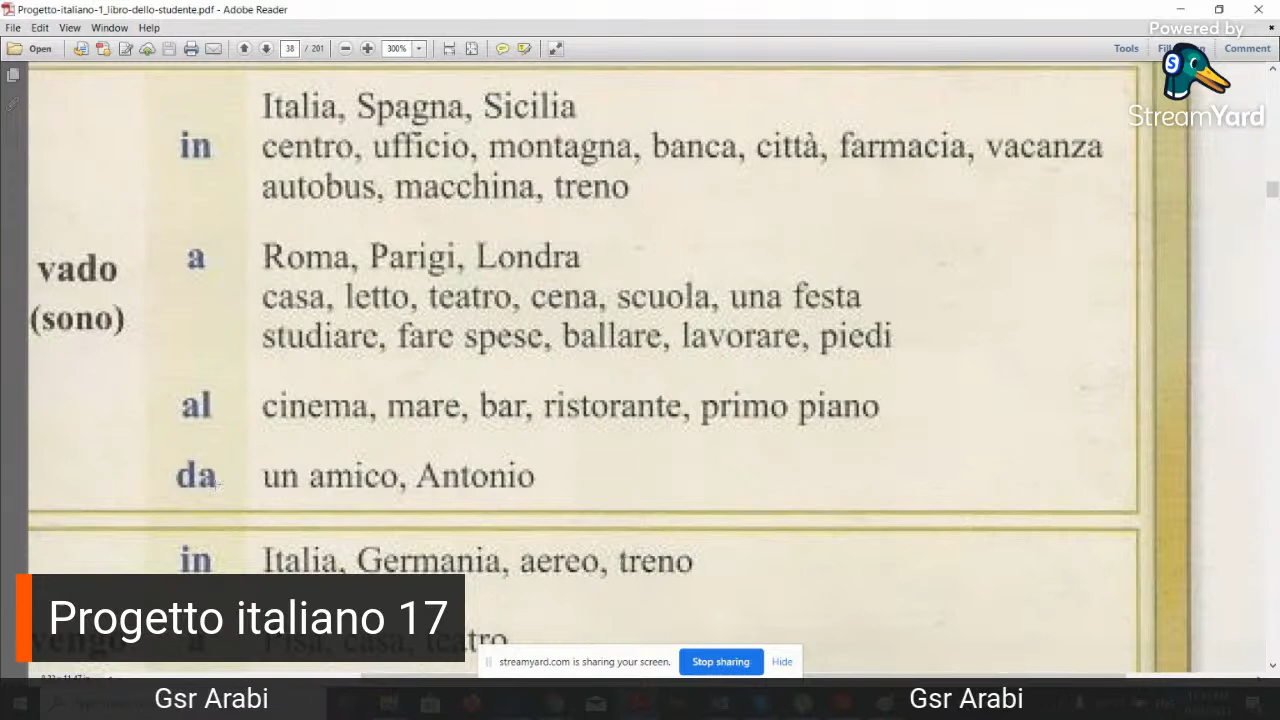 Progetto-italiano-1_libro-dello-studente.pdf - Adobe Reader
File Edit View Window Help
Open 38 / 201 300% Tools Comment
Powered by
StreamYard
Italia, Spagna, Sicilia
in centro, ufficio, montagna, banca, città, farmacia, vacanza
autobus, macchina, treno
vado
(sono)
a Roma, Parigi, Londra
casa, letto, teatro, cena, scuola, una festa
studiare, fare spese, ballare, lavorare, piedi
al cinema, mare, bar, ristorante, primo piano
da un amico, Antonio
in Italia, Germania, aereo, treno
vengo a Pisa, casa, teatro
Progetto italiano 17
streamyard.com is sharing your screen. Stop sharing Hide
Gsr Arabi Gsr Arabi